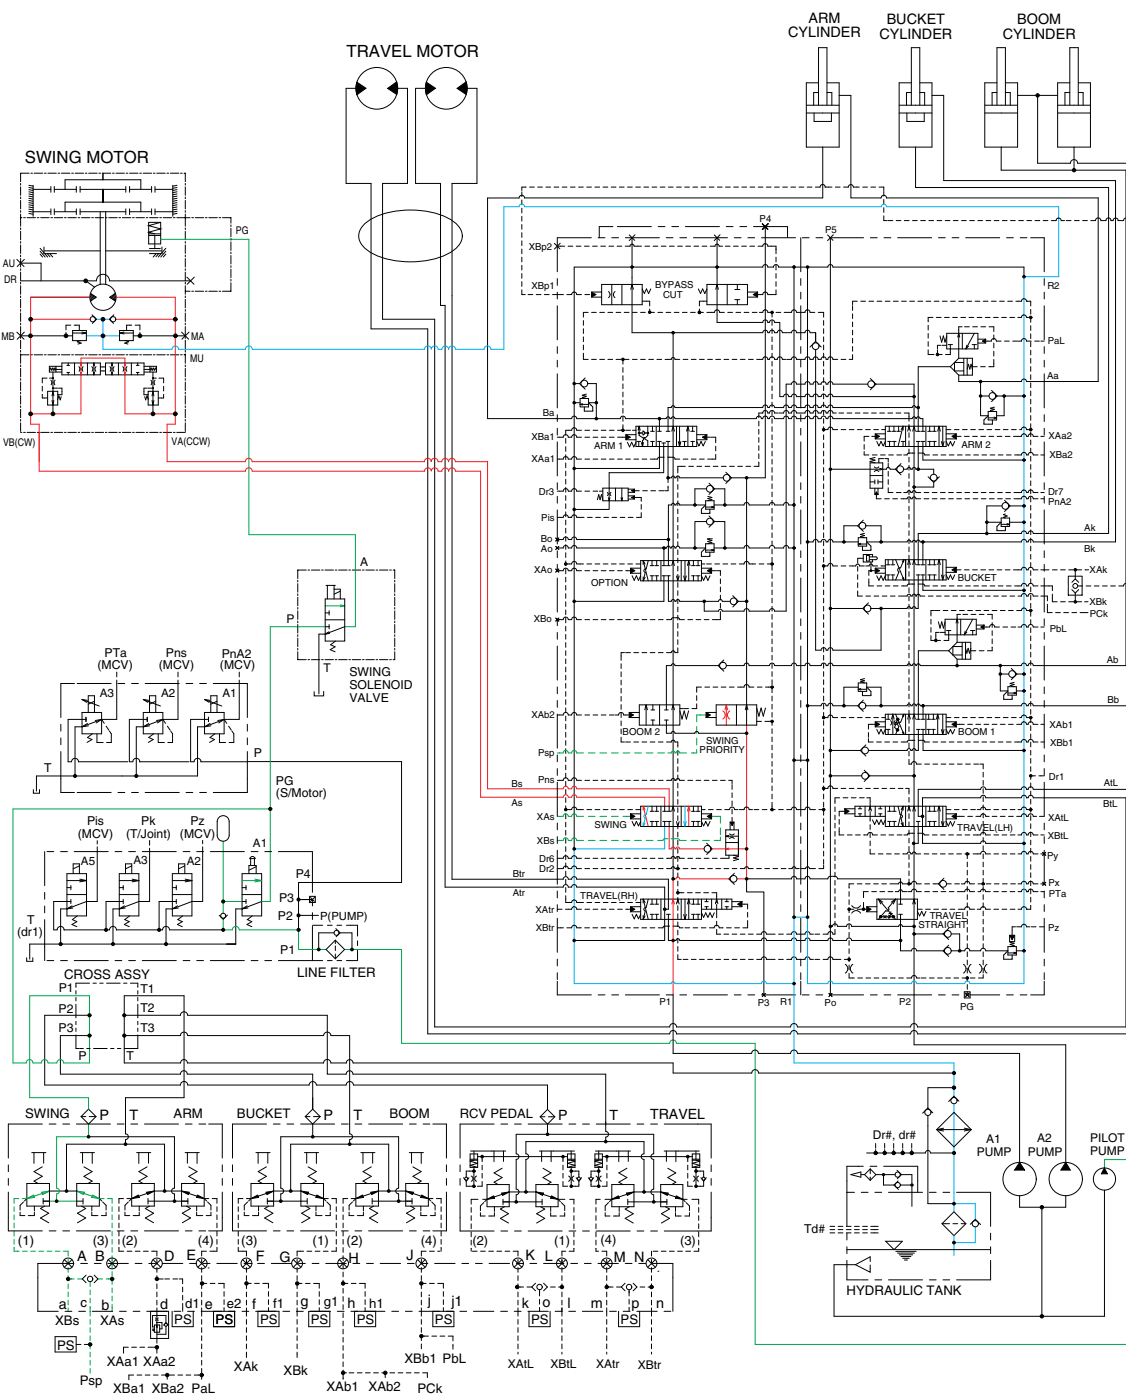 ARM CYLINDER
BUCKET CYLINDER
BOOM CYLINDER
TRAVEL MOTOR
SWING MOTOR
PG
AU
DR
MB
MA
MU
VB(CW)
VA(CCW)
P4
P5
XBp2
XBp1
BYPASS CUT
R2
PaL
Aa
Ba
XBa1
ARM 1
XAa1
XAa2
ARM 2
XBa2
Dr3
Pis
Dr7
PnA2
Bo
Ao
Ak
Bk
XAo
OPTION
BUCKET
XAk
XBk
PCk
XBo
PbL
Ab
Bb
XAb2
BOOM 2
SWING PRIORITY
XAb1
BOOM 1
XBb1
Psp
Pns
Dr1
Bs
As
AtL
BtL
XAs
SWING
XBs
XAtL
TRAVEL(LH)
XBtL
Dr6
Dr2
Py
Btr
Atr
Px
PTa
TRAVEL(RH)
XAtr
XBtr
TRAVEL STRAIGHT
Pz
P1
P3
R1
Po
P2
PG
A
P
T
SWING SOLENOID VALVE
PTa (MCV)
Pns (MCV)
PnA2 (MCV)
A3
A2
A1
P
T
PG (S/Motor)
Pis (MCV)
Pk (T/Joint)
Pz (MCV)
A5
A3
A2
A1
P4
P3
P2
P(PUMP)
T (dr1)
P1
LINE FILTER
CROSS ASSY
P1
T1
P2
T2
P3
T3
P
T
SWING
P
T
ARM
BUCKET
P
T
BOOM
RCV PEDAL
P
T
TRAVEL
(1)
(3)
(2)
(4)
(3)
(1)
(2)
(4)
(2)
(1)
(4)
(3)
A
B
D
E
F
G
H
J
K
L
M
N
a
c
b
d
d1
e
e2
f
f1
g
g1
h
h1
j
j1
k
o
l
m
p
n
XBs
XAs
PS
PS
PS
PS
PS
PS
PS
PS
PS
Psp
XAa1
XAa2
XBa1
XBa2
PaL
XAk
XBk
XAb1
XAb2
PCk
XBb1
PbL
XAtL
XBtL
XAtr
XBtr
Dr#, dr#
A1 PUMP
A2 PUMP
PILOT PUMP
Td#
HYDRAULIC TANK